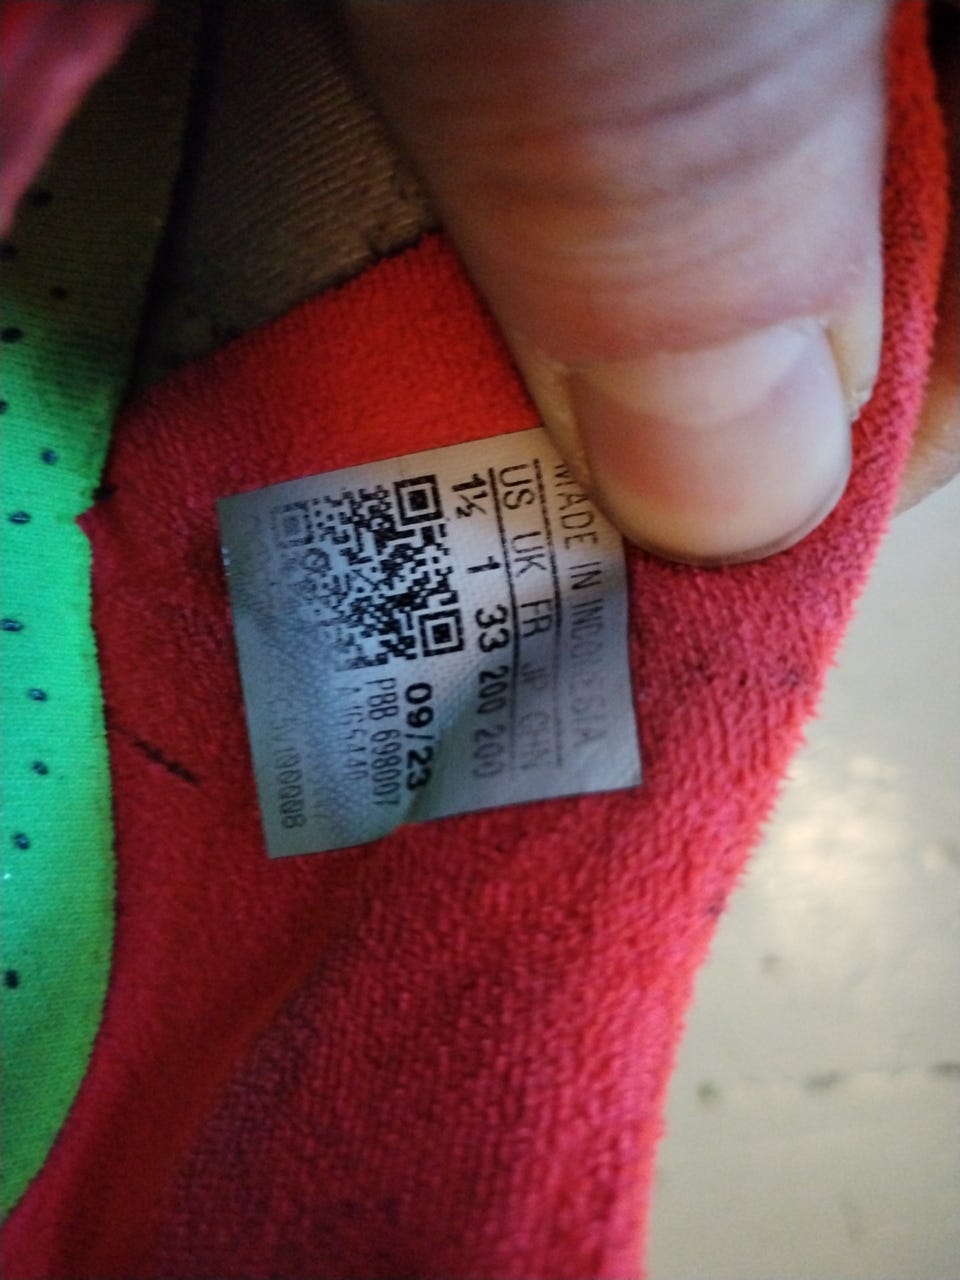 MADE IN INDONESIA
US UK FR JP CHN
1½ 1 33 200 200
09/23
PBB 698007